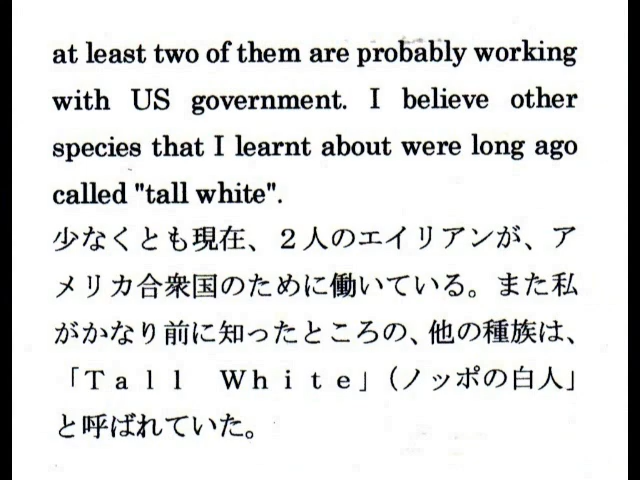 at least two of them are probably working
with US government. I believe other
species that I learnt about were long ago
called "tall white".
少なくとも現在、２人のエイリアンが、ア
メリカ合衆国のために働いている。また私
がかなり前に知ったところの、他の種族は、
「Ｔａｌｌ　Ｗｈｉｔｅ」（ノッポの白人」
と呼ばれていた。